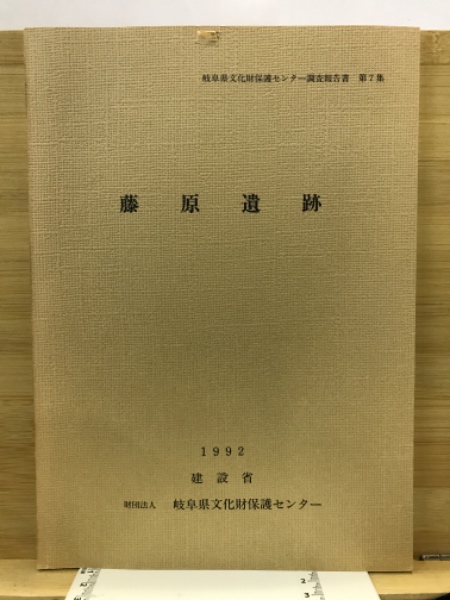 岐阜県文化財保護センター調査報告書 第7集
藤原遺跡
1992
建設省
財団法人 岐阜県文化財保護センター
2
3